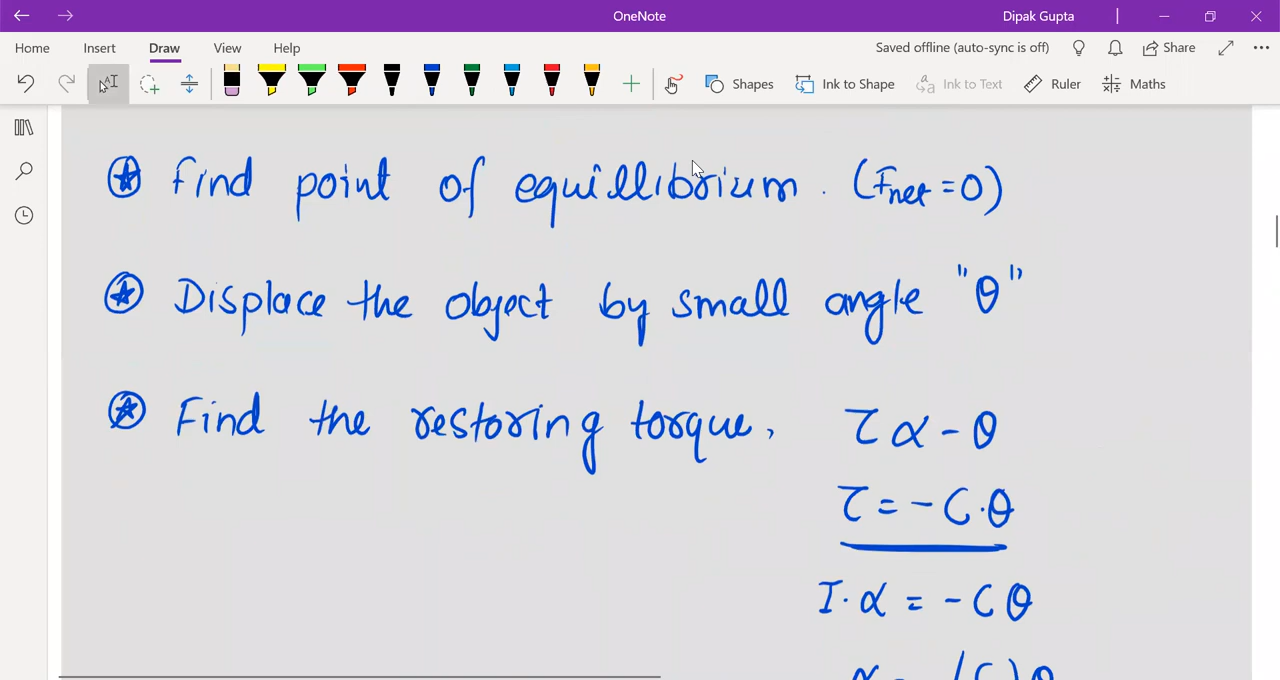 OneNote
Dipak Gupta
Home Insert Draw View Help
Saved offline (auto-sync is off) Share
Shapes Ink to Shape Ink to Text Ruler Maths
Find point of equillibrium. (Fnet = 0)
Displace the object by small angle "θ"
Find the restoring torque, τ α - θ
τ = - C·θ
I·α = - C θ